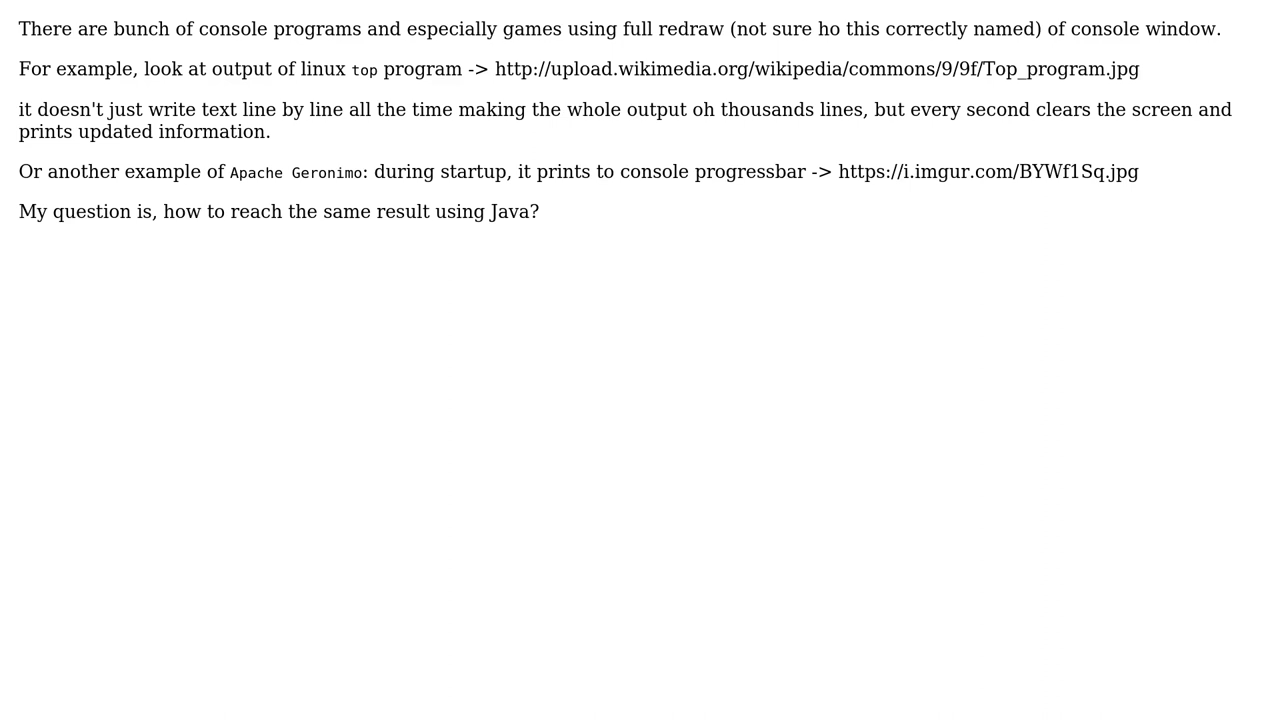 There are bunch of console programs and especially games using full redraw (not sure ho this correctly named) of console window.
For example, look at output of linux top program -> http://upload.wikimedia.org/wikipedia/commons/9/9f/Top_program.jpg
it doesn't just write text line by line all the time making the whole output oh thousands lines, but every second clears the screen and
prints updated information.
Or another example of Apache Geronimo: during startup, it prints to console progressbar -> https://i.imgur.com/BYWf1Sq.jpg
My question is, how to reach the same result using Java?